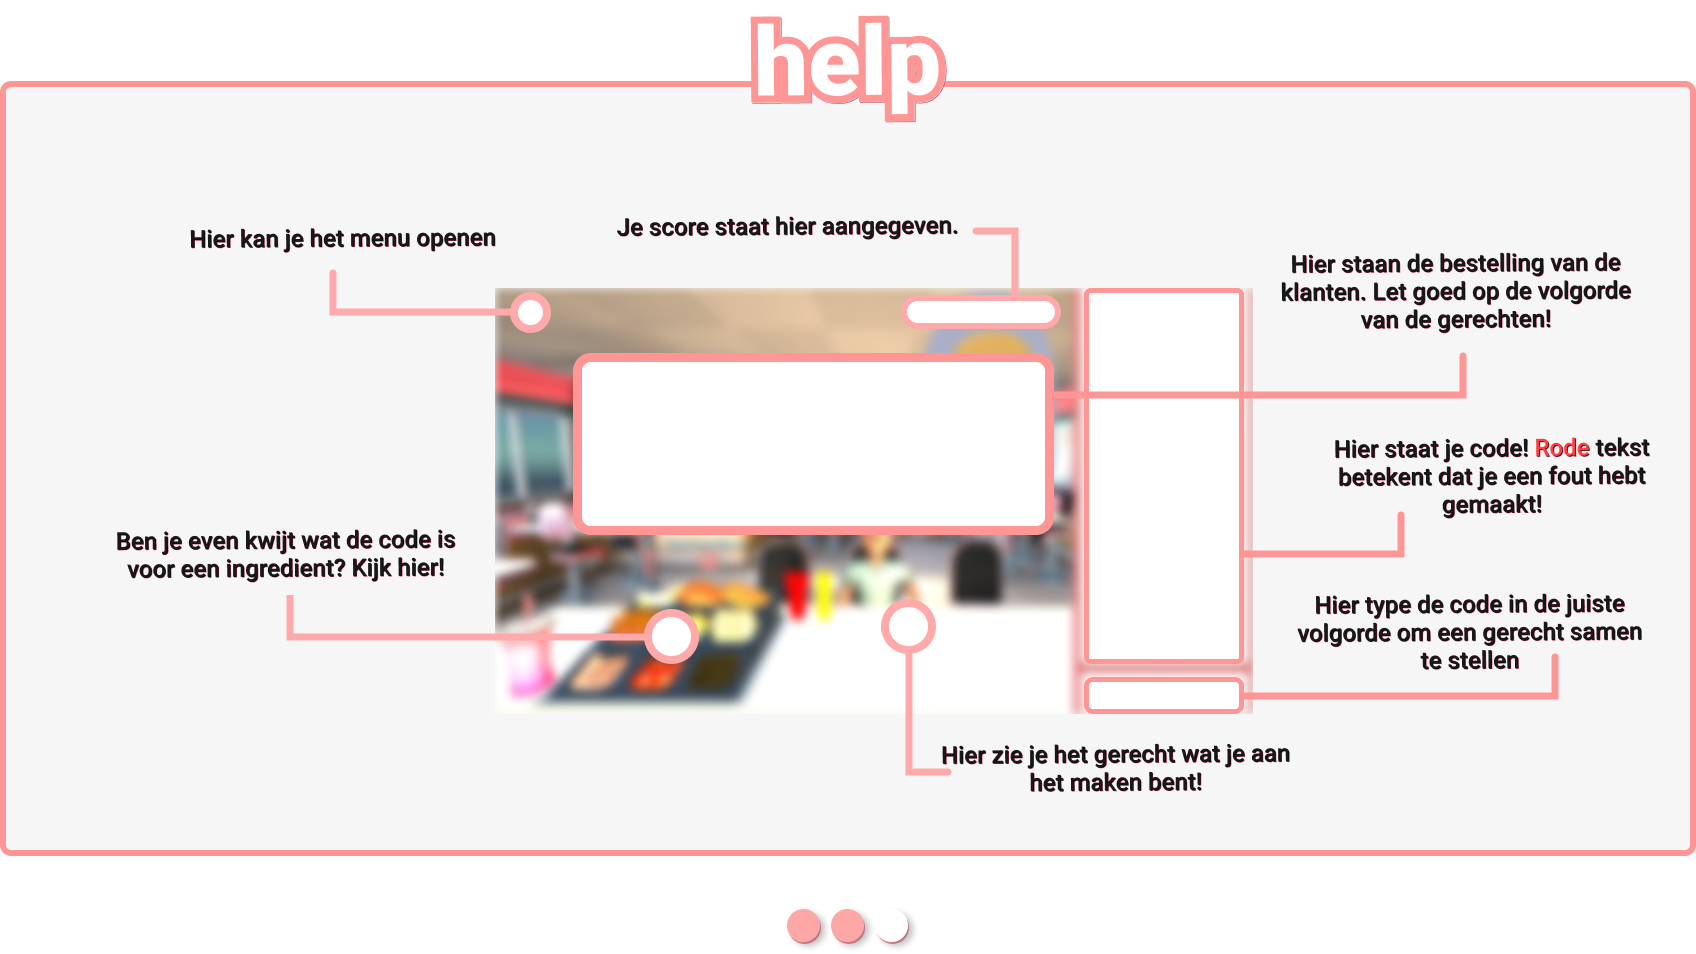 help
Hier kan je het menu openen
Je score staat hier aangegeven.
Hier staan de bestelling van de
klanten. Let goed op de volgorde
van de gerechten!
Hier staat je code! Rode tekst
betekent dat je een fout hebt
gemaakt!
Ben je even kwijt wat de code is
voor een ingredient? Kijk hier!
Hier type de code in de juiste
volgorde om een gerecht samen
te stellen
Hier zie je het gerecht wat je aan
het maken bent!